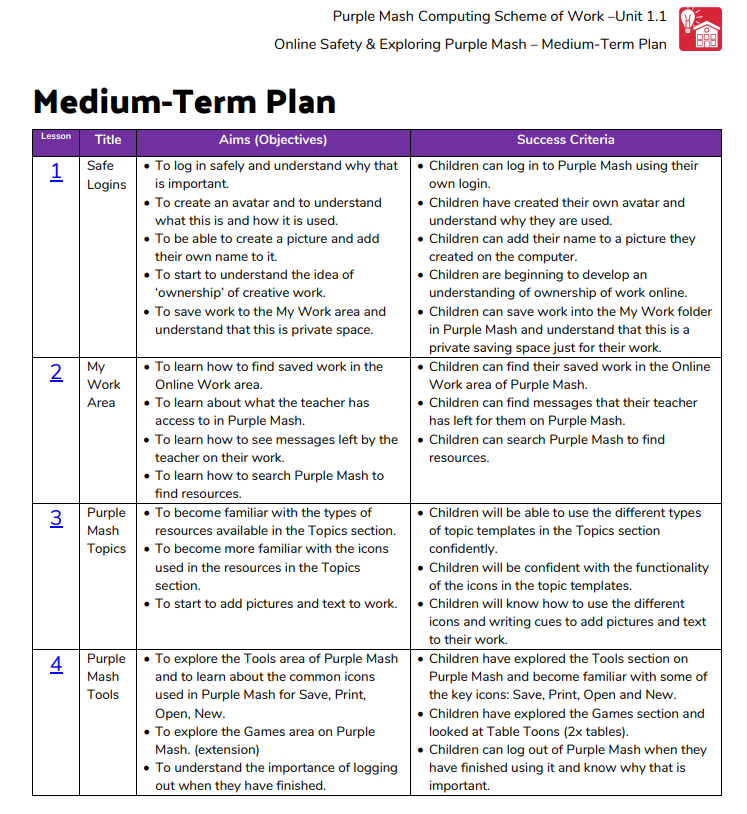 Purple Mash Computing Scheme of Work –Unit 1.1
Online Safety & Exploring Purple Mash – Medium-Term Plan
Medium-Term Plan
Lesson
Title
Aims (Objectives)
Success Criteria
1
Safe
Logins
• To log in safely and understand why that
is important.
• To create an avatar and to understand
what this is and how it is used.
• To be able to create a picture and add
their own name to it.
• To start to understand the idea of
‘ownership’ of creative work.
• To save work to the My Work area and
understand that this is private space.
• Children can log in to Purple Mash using their
own login.
• Children have created their own avatar and
understand why they are used.
• Children can add their name to a picture they
created on the computer.
• Children are beginning to develop an
understanding of ownership of work online.
• Children can save work into the My Work folder
in Purple Mash and understand that this is a
private saving space just for their work.
2
My
Work
Area
• To learn how to find saved work in the
Online Work area.
• To learn about what the teacher has
access to in Purple Mash.
• To learn how to see messages left by the
teacher on their work.
• To learn how to search Purple Mash to
find resources.
• Children can find their saved work in the Online
Work area of Purple Mash.
• Children can find messages that their teacher
has left for them on Purple Mash.
• Children can search Purple Mash to find
resources.
3
Purple
Mash
Topics
• To become familiar with the types of
resources available in the Topics section.
• To become more familiar with the icons
used in the resources in the Topics
section.
• To start to add pictures and text to work.
• Children will be able to use the different types
of topic templates in the Topics section
confidently.
• Children will be confident with the functionality
of the icons in the topic templates.
• Children will know how to use the different
icons and writing cues to add pictures and text
to their work.
4
Purple
Mash
Tools
• To explore the Tools area of Purple Mash
and to learn about the common icons
used in Purple Mash for Save, Print,
Open, New.
• To explore the Games area on Purple
Mash. (extension)
• To understand the importance of logging
out when they have finished.
• Children have explored the Tools section on
Purple Mash and become familiar with some of
the key icons: Save, Print, Open and New.
• Children have explored the Games section and
looked at Table Toons (2x tables).
• Children can log out of Purple Mash when they
have finished using it and know why that is
important.